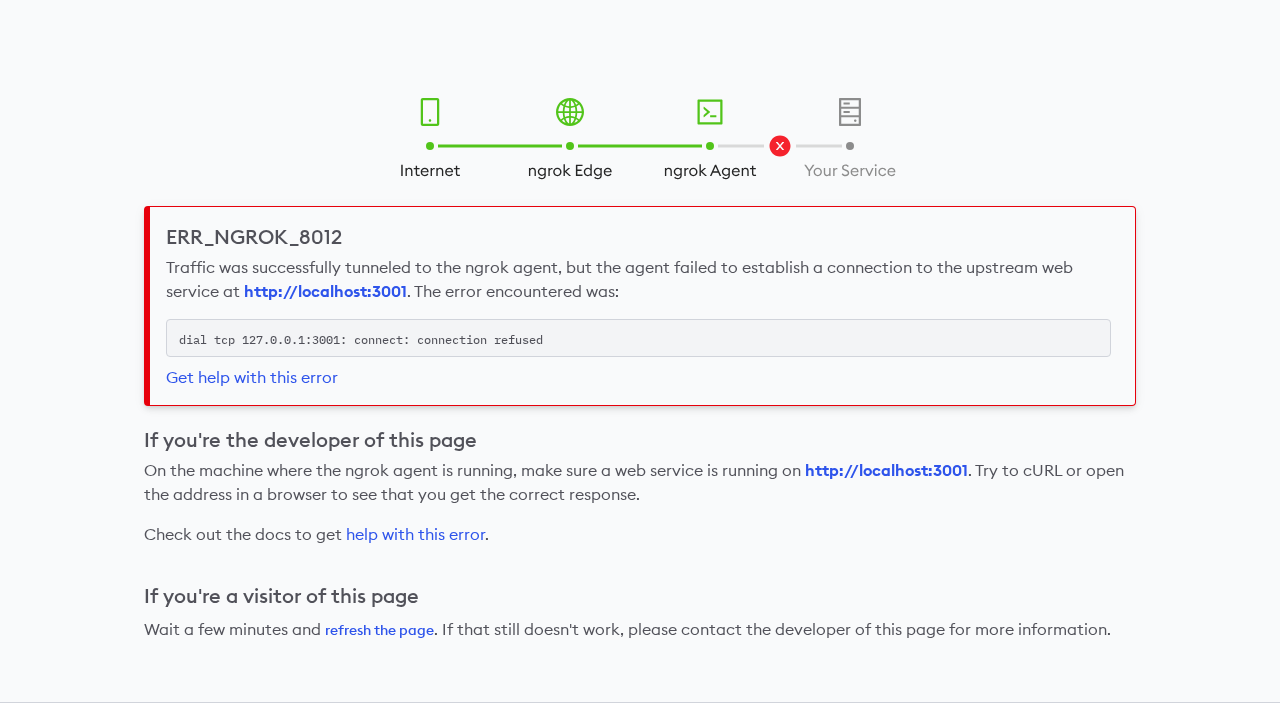 Internet
ngrok Edge
ngrok Agent
Your Service
ERR_NGROK_8012
Traffic was successfully tunneled to the ngrok agent, but the agent failed to establish a connection to the upstream web
service at http://localhost:3001. The error encountered was:
dial tcp 127.0.0.1:3001: connect: connection refused
Get help with this error
If you're the developer of this page
On the machine where the ngrok agent is running, make sure a web service is running on http://localhost:3001. Try to cURL or open
the address in a browser to see that you get the correct response.
Check out the docs to get help with this error.
If you're a visitor of this page
Wait a few minutes and refresh the page. If that still doesn't work, please contact the developer of this page for more information.